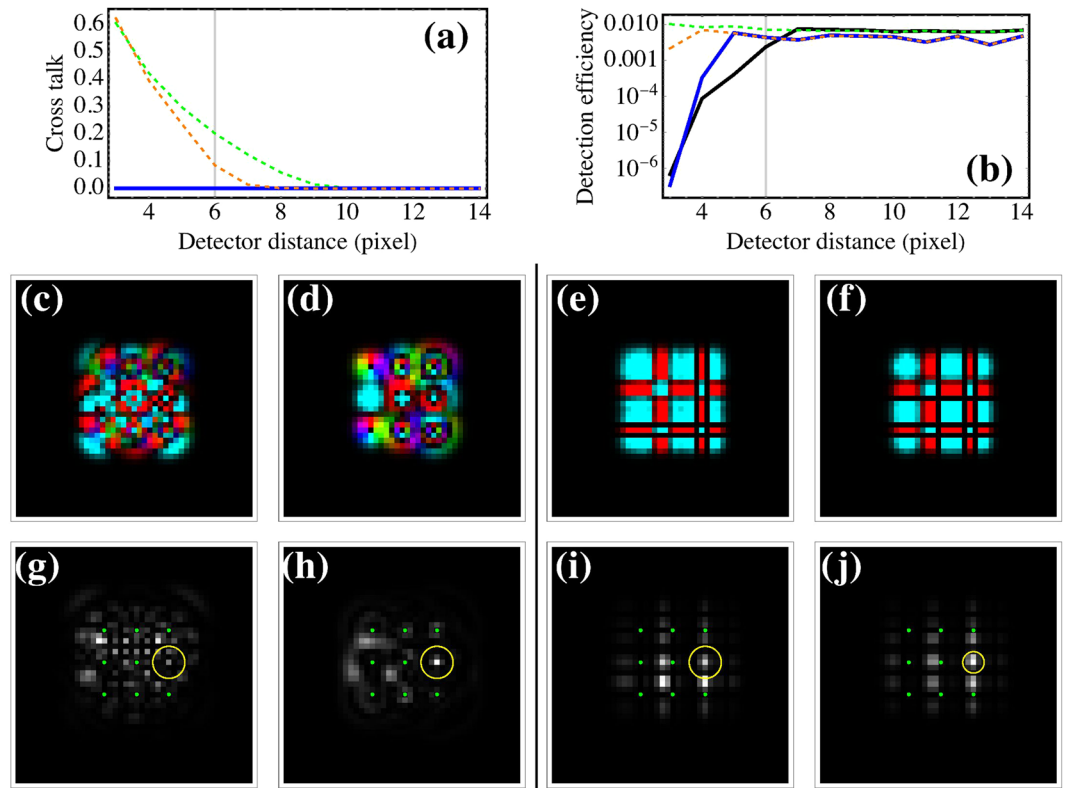 0.6
0.5
0.4
0.3
0.2
0.1
0.0
Cross talk
(a)
4 6 8 10 12 14
Detector distance (pixel)
0.010
0.001
10⁻⁴
10⁻⁵
10⁻⁶
Detection efficiency
(b)
4 6 8 10 12 14
Detector distance (pixel)
(c) (d) (e) (f)
(g) (h) (i) (j)